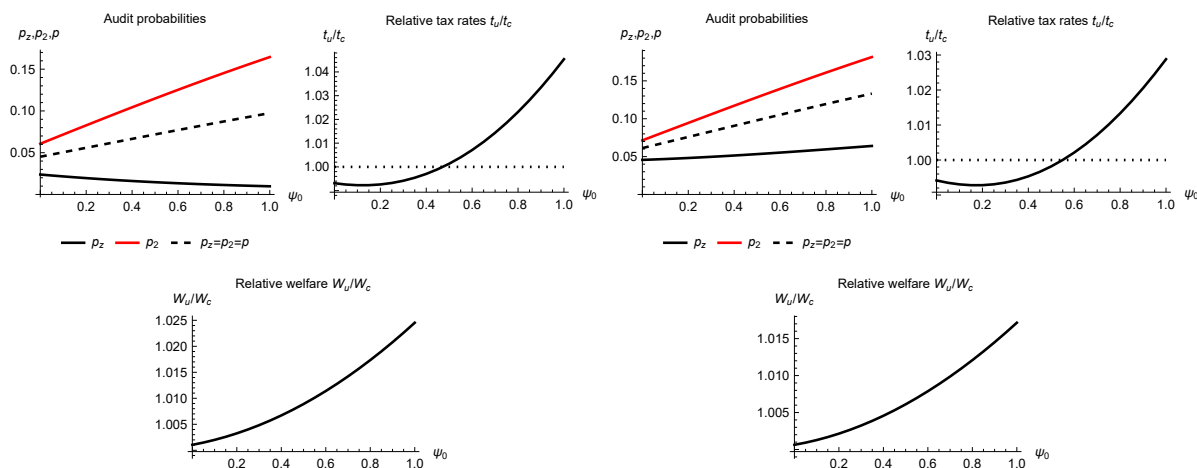 Audit probabilities
p_z,p_2,p
0.15
0.10
0.05
0.2 0.4 0.6 0.8 1.0
ψ_0
p_z p_2 p_z=p_2=p
Relative tax rates t_u/t_c
t_u/t_c
1.04
1.03
1.02
1.01
1.00
0.2 0.4 0.6 0.8 1.0
ψ_0
Audit probabilities
p_z,p_2,p
0.15
0.10
0.05
0.2 0.4 0.6 0.8 1.0
ψ_0
p_z p_2 p_z=p_2=p
Relative tax rates t_u/t_c
t_u/t_c
1.03
1.02
1.01
1.00
0.2 0.4 0.6 0.8 1.0
ψ_0
Relative welfare W_u/W_c
W_u/W_c
1.025
1.020
1.015
1.010
1.005
0.2 0.4 0.6 0.8 1.0
ψ_0
Relative welfare W_u/W_c
W_u/W_c
1.015
1.010
1.005
0.2 0.4 0.6 0.8 1.0
ψ_0